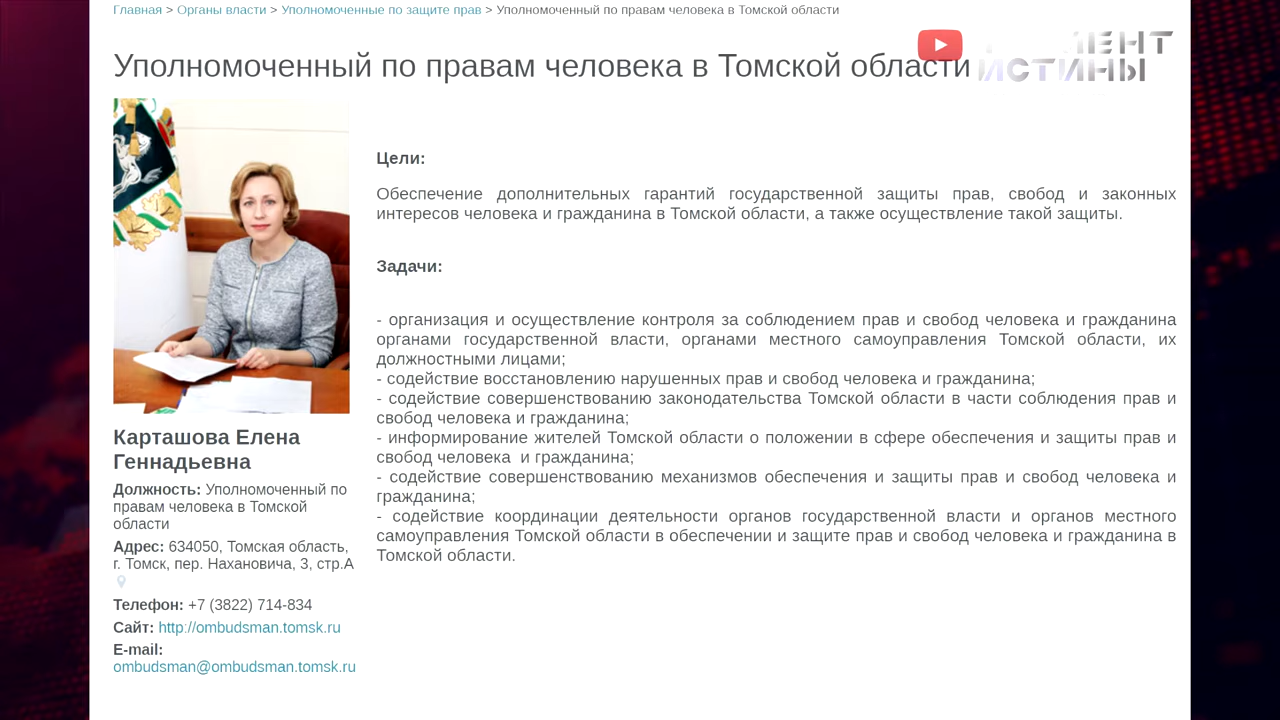 Главная > Органы власти > Уполномоченные по защите прав > Уполномоченный по правам человека в Томской области
Уполномоченный по правам человека в Томской области
ИСТИНЫ
Цели:
Обеспечение дополнительных гарантий государственной защиты прав, свобод и законных
интересов человека и гражданина в Томской области, а также осуществление такой защиты.
Задачи:
- организация и осуществление контроля за соблюдением прав и свобод человека и гражданина
органами государственной власти, органами местного самоуправления Томской области, их
должностными лицами;
- содействие восстановлению нарушенных прав и свобод человека и гражданина;
- содействие совершенствованию законодательства Томской области в части соблюдения прав и
свобод человека и гражданина;
- информирование жителей Томской области о положении в сфере обеспечения и защиты прав и
свобод человека и гражданина;
- содействие совершенствованию механизмов обеспечения и защиты прав и свобод человека и
гражданина;
- содействие координации деятельности органов государственной власти и органов местного
самоуправления Томской области в обеспечении и защите прав и свобод человека и гражданина в
Томской области.
Карташова Елена
Геннадьевна
Должность: Уполномоченный по
правам человека в Томской
области
Адрес: 634050, Томская область,
г. Томск, пер. Нахановича, 3, стр.А
Телефон: +7 (3822) 714-834
Сайт: http://ombudsman.tomsk.ru
E-mail:
ombudsman@ombudsman.tomsk.ru